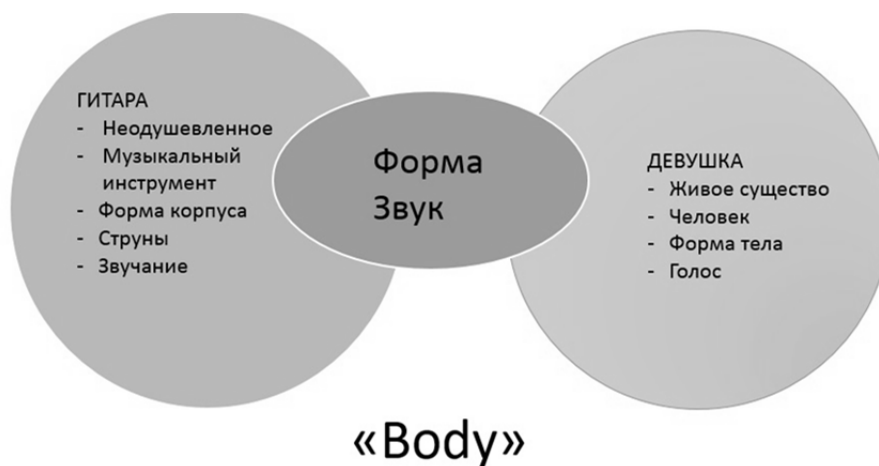 ГИТАРА
- Неодушевленное
- Музыкальный
инструмент
- Форма корпуса
- Струны
- Звучание
Форма
Звук
ДЕВУШКА
- Живое существо
- Человек
- Форма тела
- Голос
«Body»